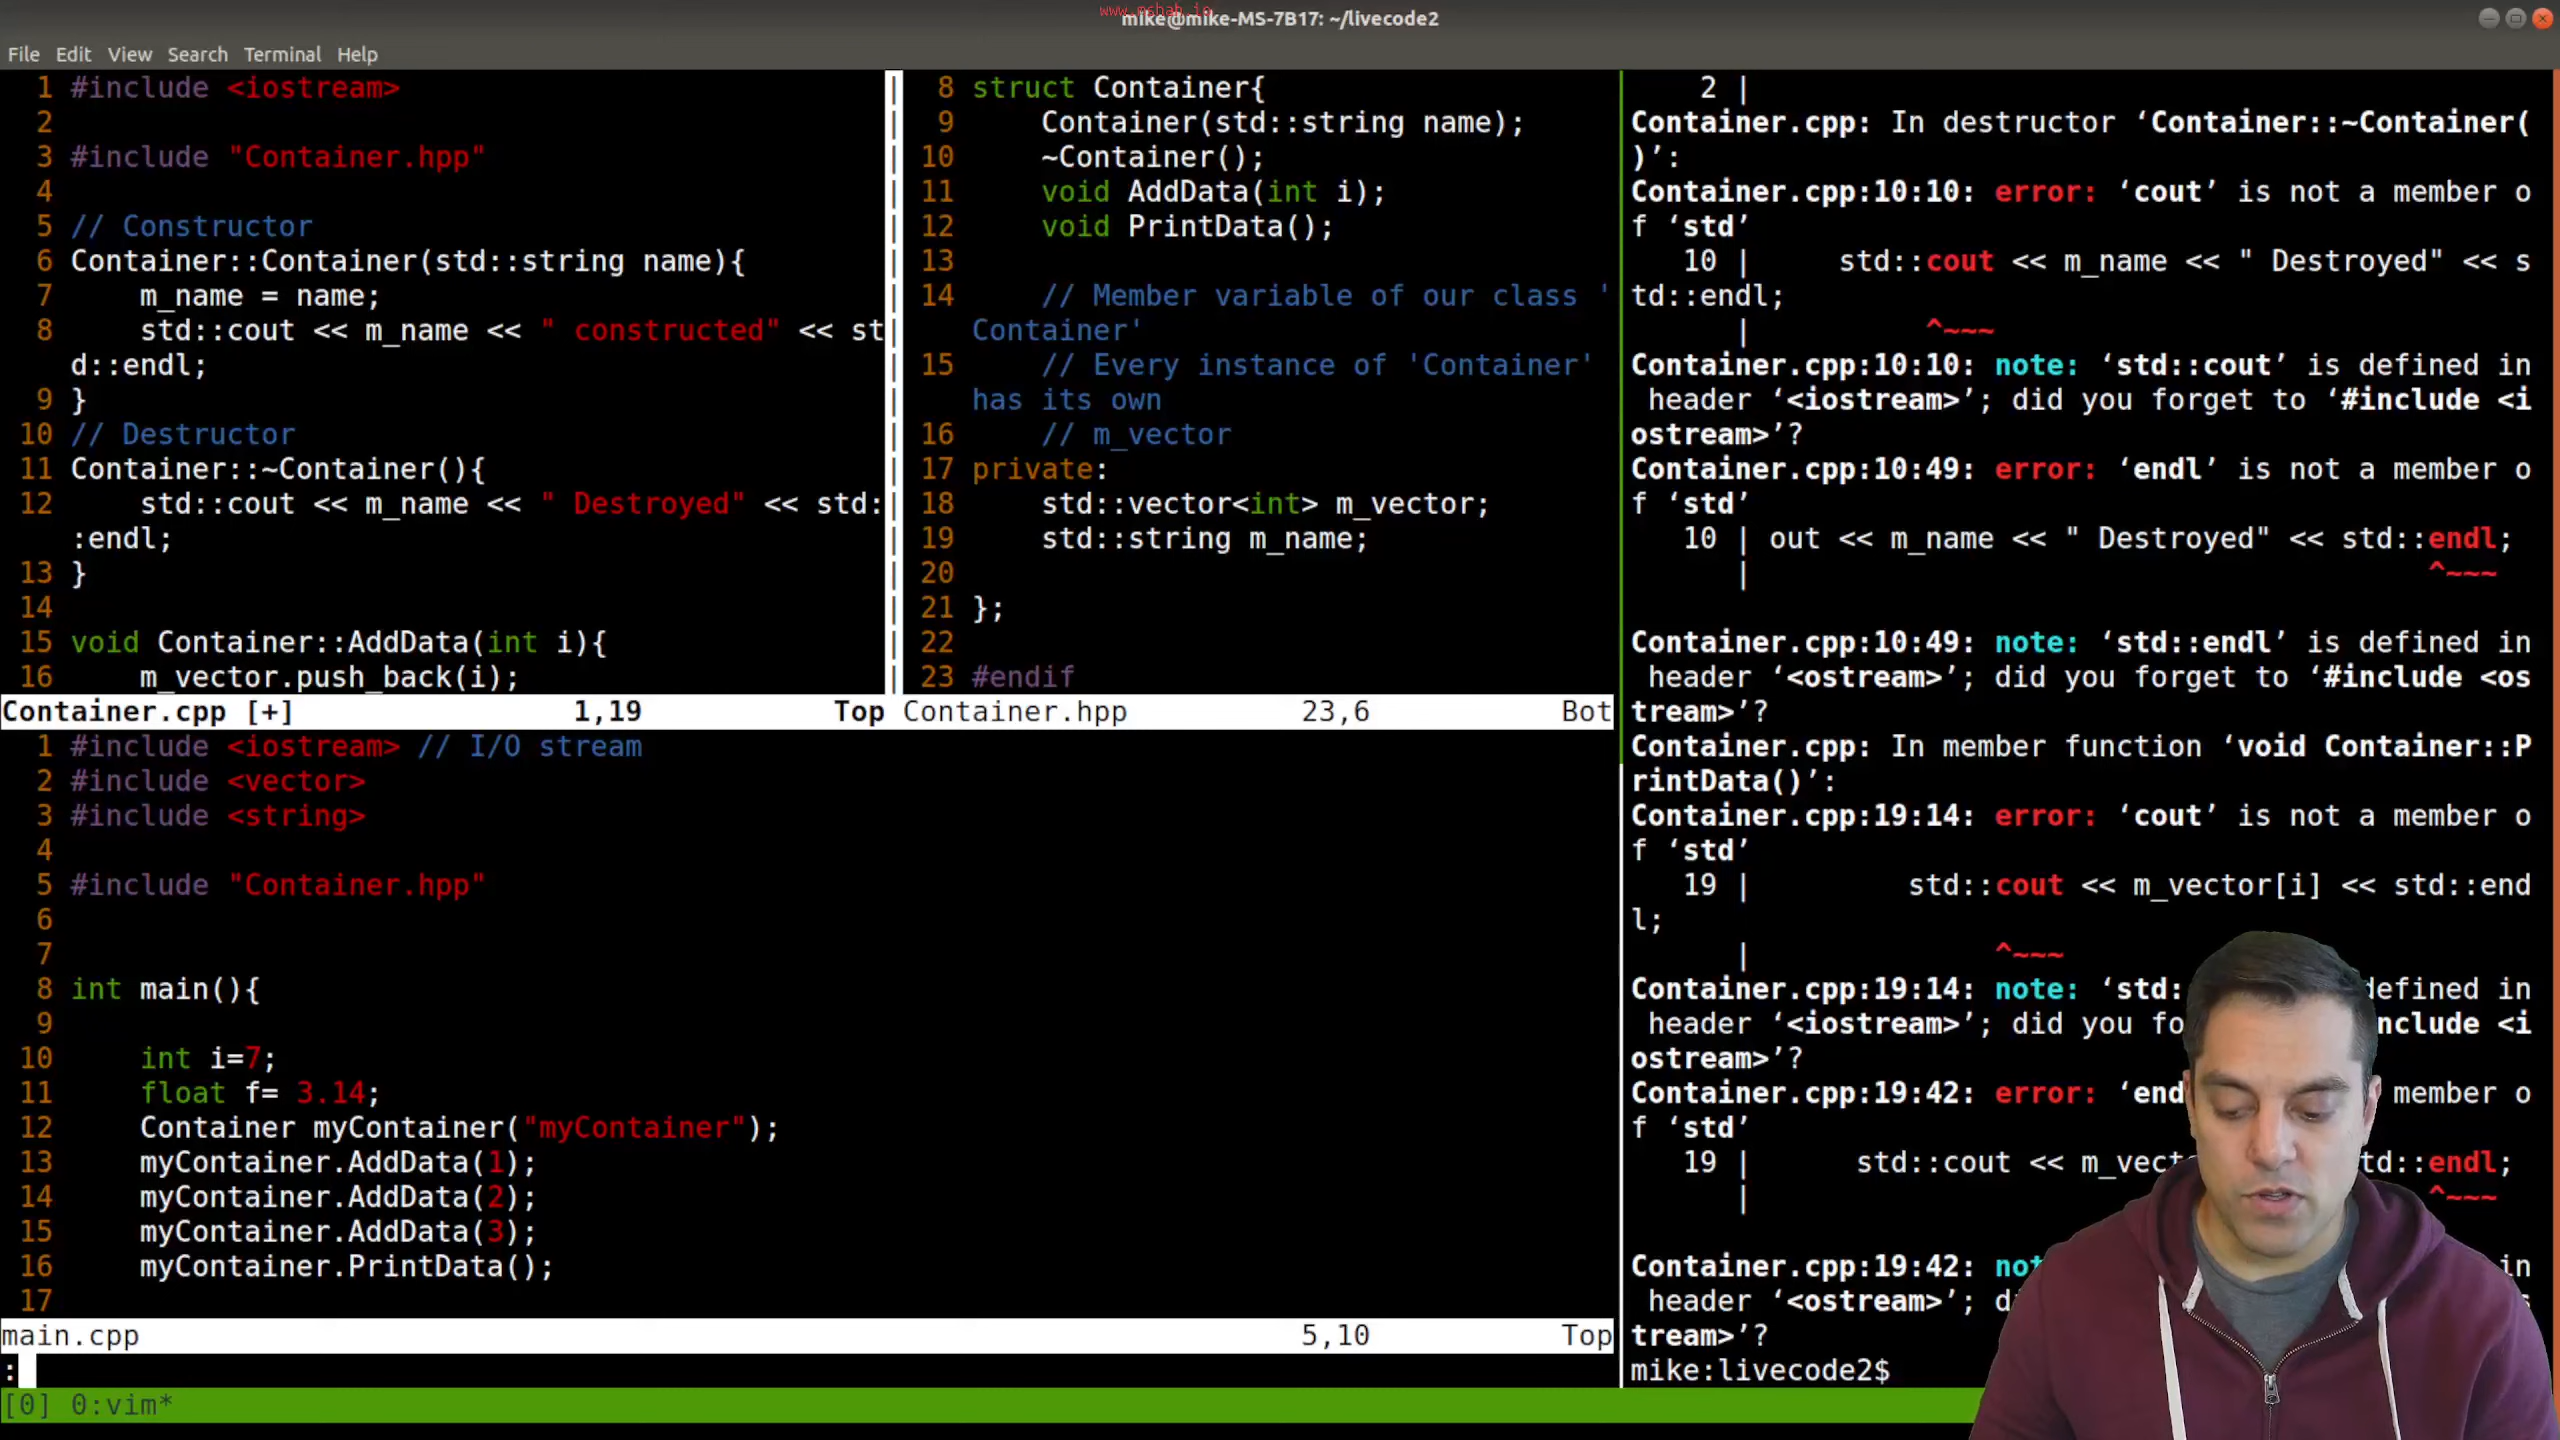 www.mshah.io
mike@mike-MS-7B17: ~/livecode2
File Edit View Search Terminal Help
1 #include <iostream>
2
3 #include "Container.hpp"
4
5 // Constructor
6 Container::Container(std::string name){
7 m_name = name;
8 std::cout << m_name << " constructed" << st
d::endl;
9 }
10 // Destructor
11 Container::~Container(){
12 std::cout << m_name << " Destroyed" << std:
:endl;
13 }
14
15 void Container::AddData(int i){
16 m_vector.push_back(i);
Container.cpp [+] 1,19 Top
8 struct Container{
9 Container(std::string name);
10 ~Container();
11 void AddData(int i);
12 void PrintData();
13
14 // Member variable of our class '
Container'
15 // Every instance of 'Container'
has its own
16 // m_vector
17 private:
18 std::vector<int> m_vector;
19 std::string m_name;
20
21 };
22
23 #endif
Container.hpp 23,6 Bot
1 #include <iostream> // I/O stream
2 #include <vector>
3 #include <string>
4
5 #include "Container.hpp"
6
7
8 int main(){
9
10 int i=7;
11 float f= 3.14;
12 Container myContainer("myContainer");
13 myContainer.AddData(1);
14 myContainer.AddData(2);
15 myContainer.AddData(3);
16 myContainer.PrintData();
17
main.cpp 5,10 Top
:
[0] 0:vim*
2 |
Container.cpp: In destructor ‘Container::~Container(
)’:
Container.cpp:10:10: error: ‘cout’ is not a member o
f ‘std’
10 | std::cout << m_name << " Destroyed" << s
td::endl;
| ^~~~
Container.cpp:10:10: note: ‘std::cout’ is defined in
header ‘<iostream>’; did you forget to ‘#include <i
ostream>’?
Container.cpp:10:49: error: ‘endl’ is not a member o
f ‘std’
10 | out << m_name << " Destroyed" << std::endl;
| ^~~~
Container.cpp:10:49: note: ‘std::endl’ is defined in
header ‘<ostream>’; did you forget to ‘#include <os
tream>’?
Container.cpp: In member function ‘void Container::P
rintData()’:
Container.cpp:19:14: error: ‘cout’ is not a member o
f ‘std’
19 | std::cout << m_vector[i] << std::end
l;
| ^~~~
Container.cpp:19:14: note: ‘std: defined in
header ‘<iostream>’; did you fo nclude <i
ostream>’?
Container.cpp:19:42: error: ‘end member o
f ‘std’
19 | std::cout << m_vect td::endl;
| ^~~~
Container.cpp:19:42: not in
header ‘<ostream>’; d s
tream>’?
mike:livecode2$